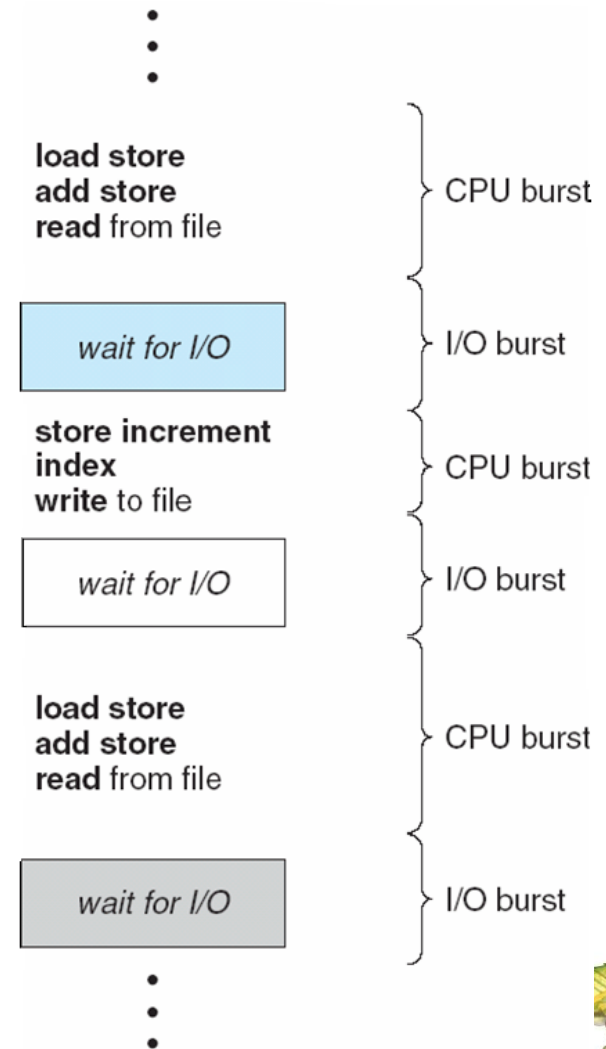 load store
add store
read from file
CPU burst
wait for I/O
I/O burst
store increment
index
write to file
CPU burst
wait for I/O
I/O burst
load store
add store
read from file
CPU burst
wait for I/O
I/O burst